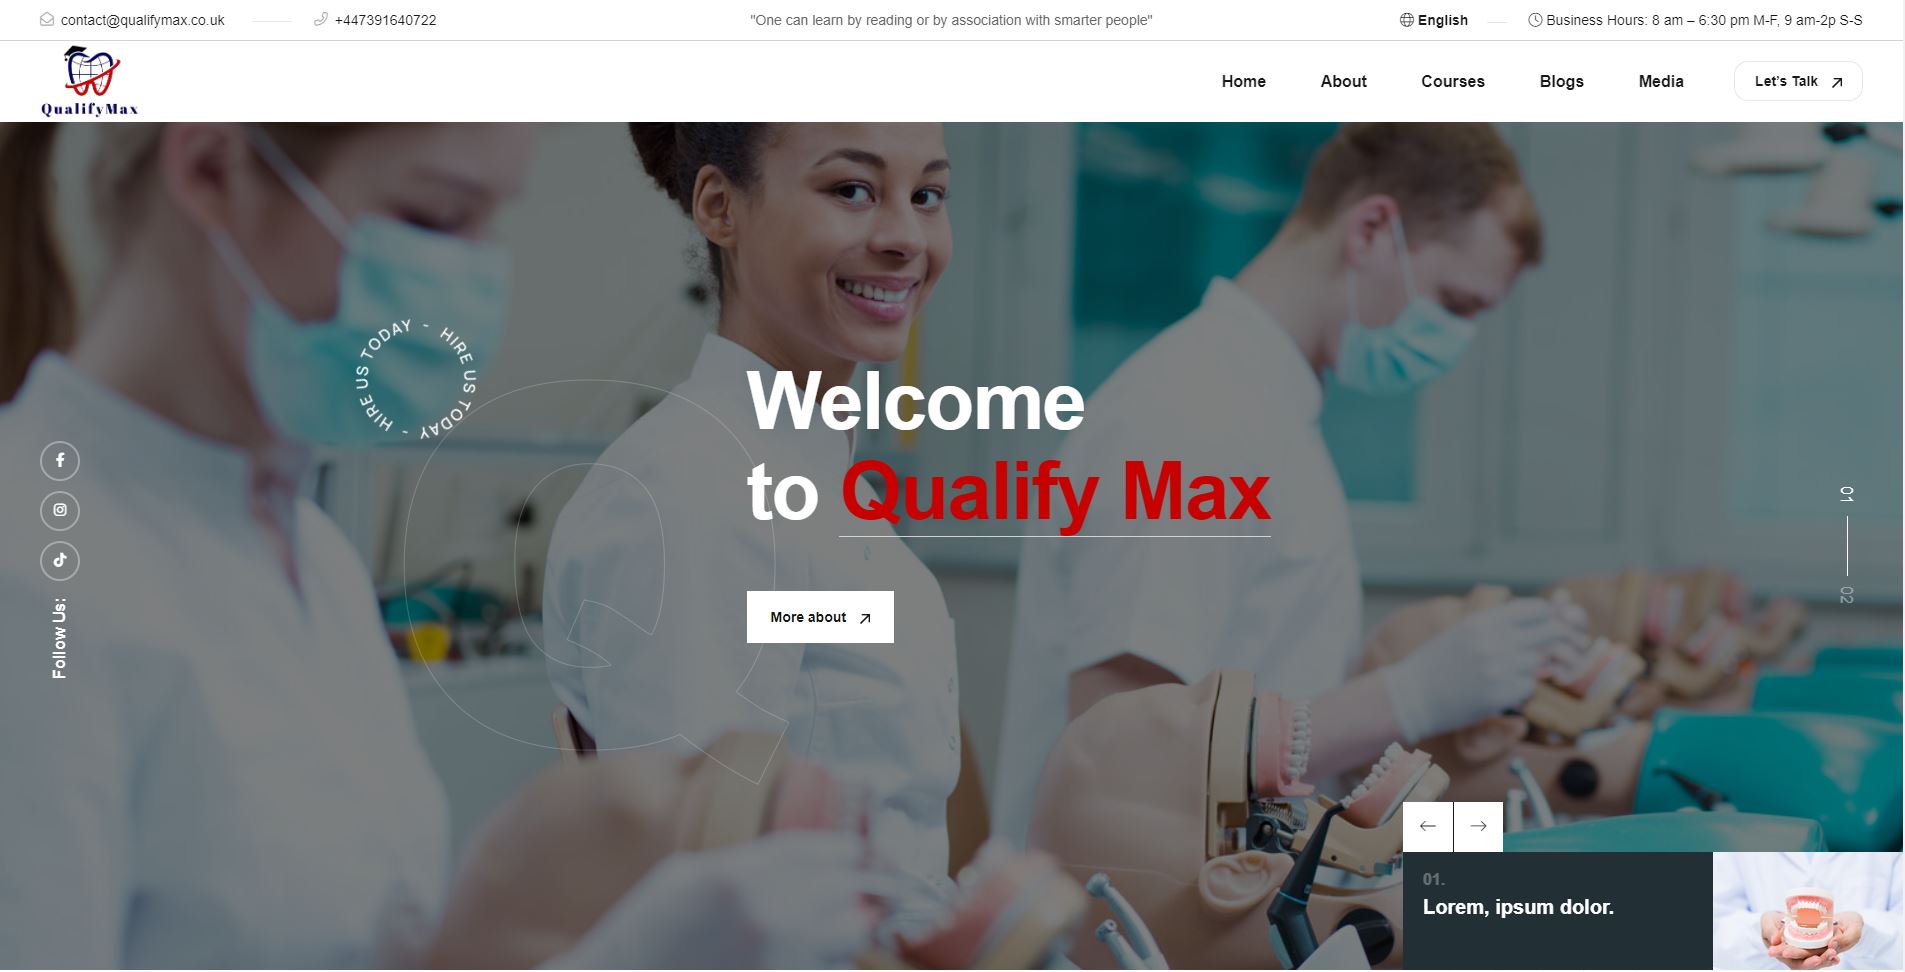 contact@qualifymax.co.uk
+447391640722
"One can learn by reading or by association with smarter people"
English
Business Hours: 8 am – 6:30 pm M-F, 9 am-2p S-S
QualifyMax
Home
About
Courses
Blogs
Media
Let's Talk
HIRE US TODAY - HIRE US TODAY -
Q
Welcome
to Qualify Max
More about
Follow Us:
01
02
01.
Lorem, ipsum dolor.